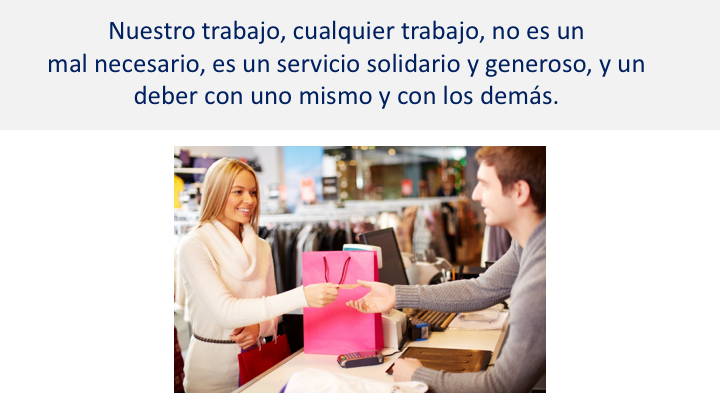 Nuestro trabajo, cualquier trabajo, no es un
mal necesario, es un servicio solidario y generoso, y un
deber con uno mismo y con los demás.